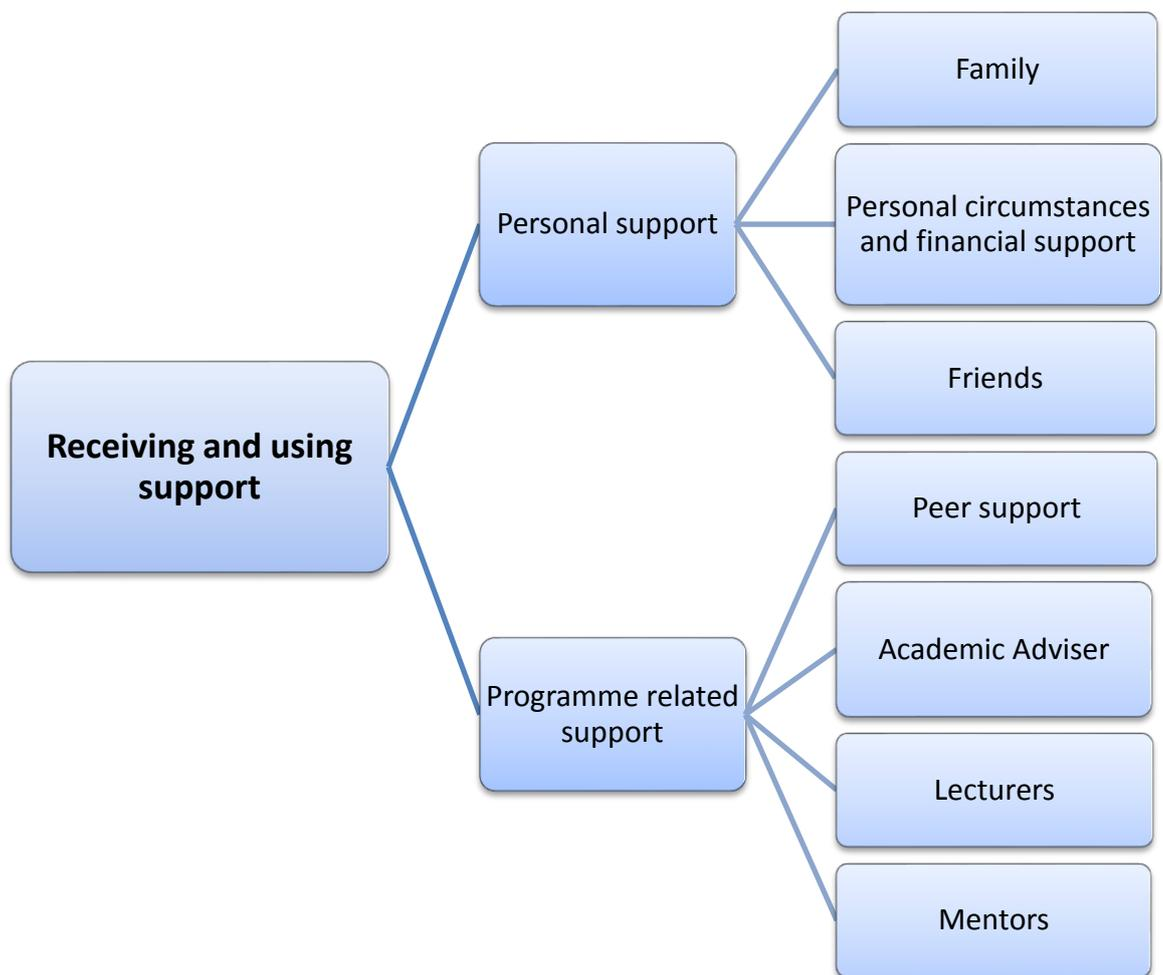 Family
Personal support
Personal circumstances
and financial support
Friends
Receiving and using
support
Peer support
Academic Adviser
Programme related
support
Lecturers
Mentors